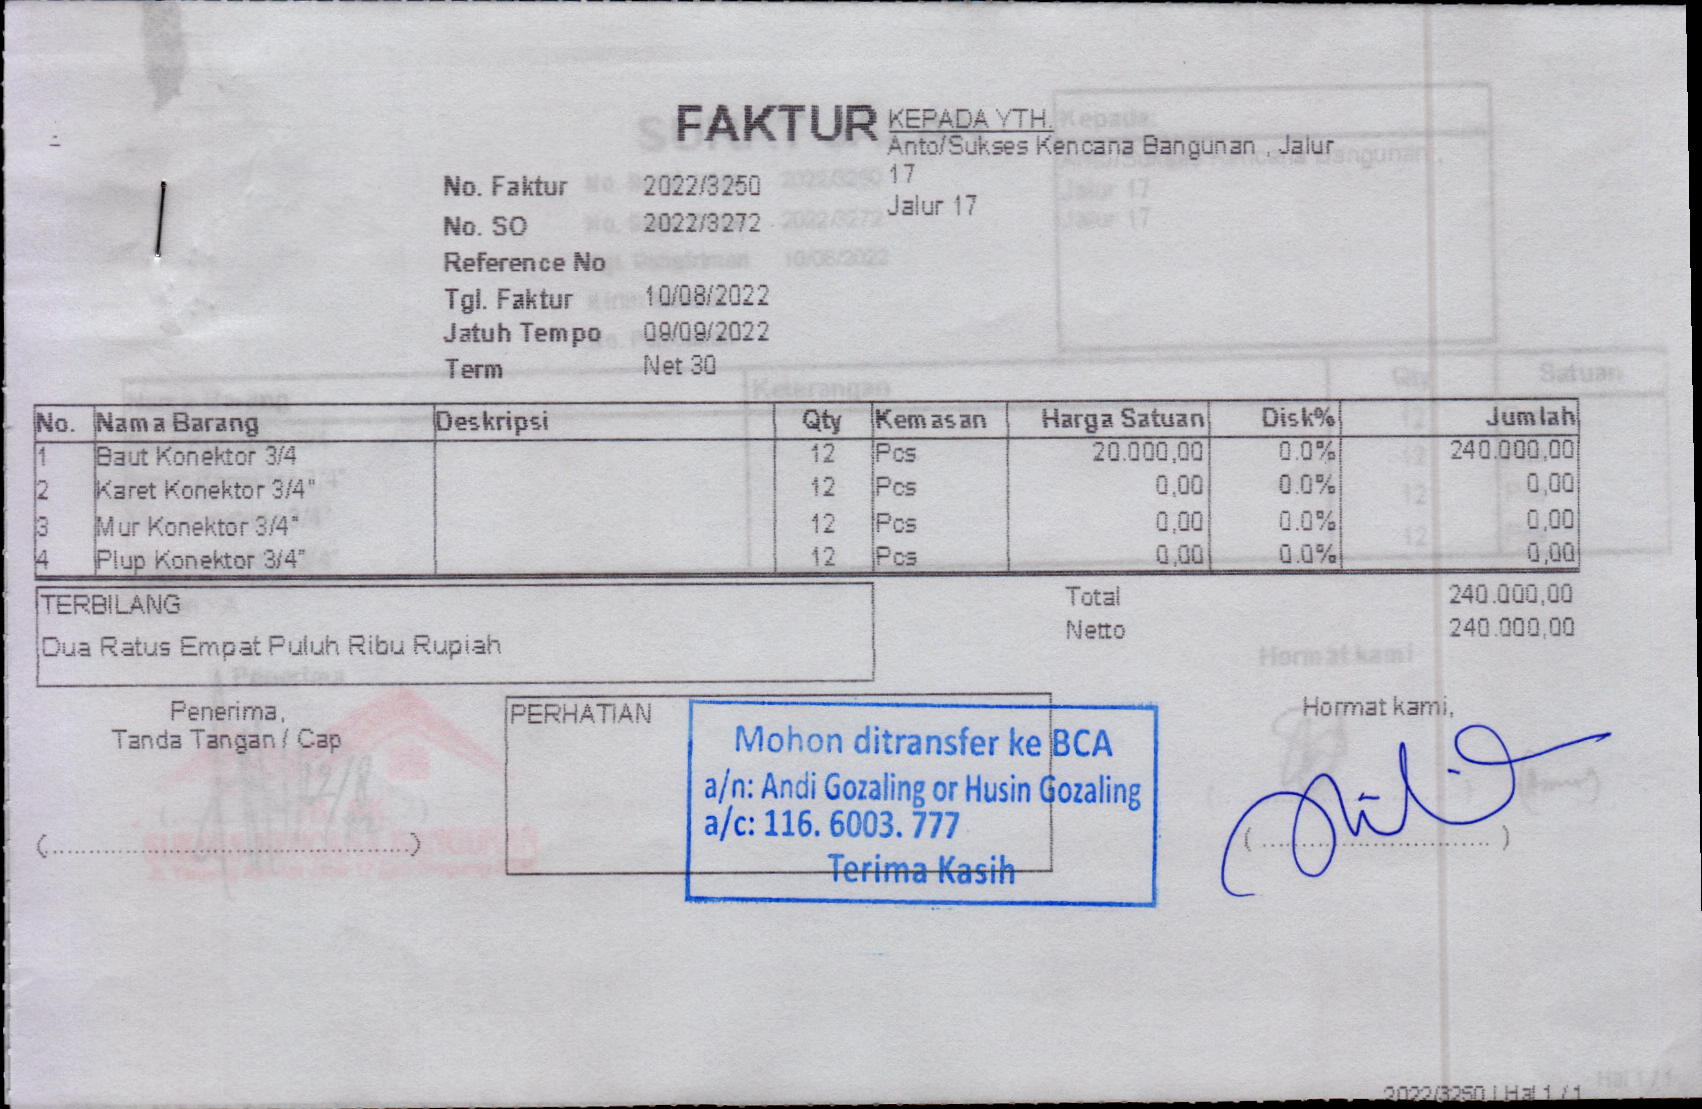 FAKTUR
KEPADA YTH.
Anto/Sukses Kencana Bangunan , Jalur
17
Jalur 17
No. Faktur 2022/3250
No. SO 2022/3272
Reference No
Tgl. Faktur 10/08/2022
Jatuh Tempo 09/09/2022
Term Net 30
No. Nama Barang Deskripsi Qty Kemasan Harga Satuan Disk% Jumlah
1 Baut Konektor 3/4 12 Pcs 20.000,00 0.0% 240.000,00
2 Karet Konektor 3/4" 12 Pcs 0,00 0.0% 0,00
3 Mur Konektor 3/4" 12 Pcs 0,00 0.0% 0,00
4 Plup Konektor 3/4" 12 Pcs 0,00 0.0% 0,00
TERBILANG
Dua Ratus Empat Puluh Ribu Rupiah
Total 240.000,00
Netto 240.000,00
Penerima,
Tanda Tangan / Cap
(....................................................)
PERHATIAN
Mohon ditransfer ke BCA
a/n: Andi Gozaling or Husin Gozaling
a/c: 116. 6003. 777
Terima Kasih
Hormat kami,
( .................................. )
2022/3250 | Hal 1 / 1